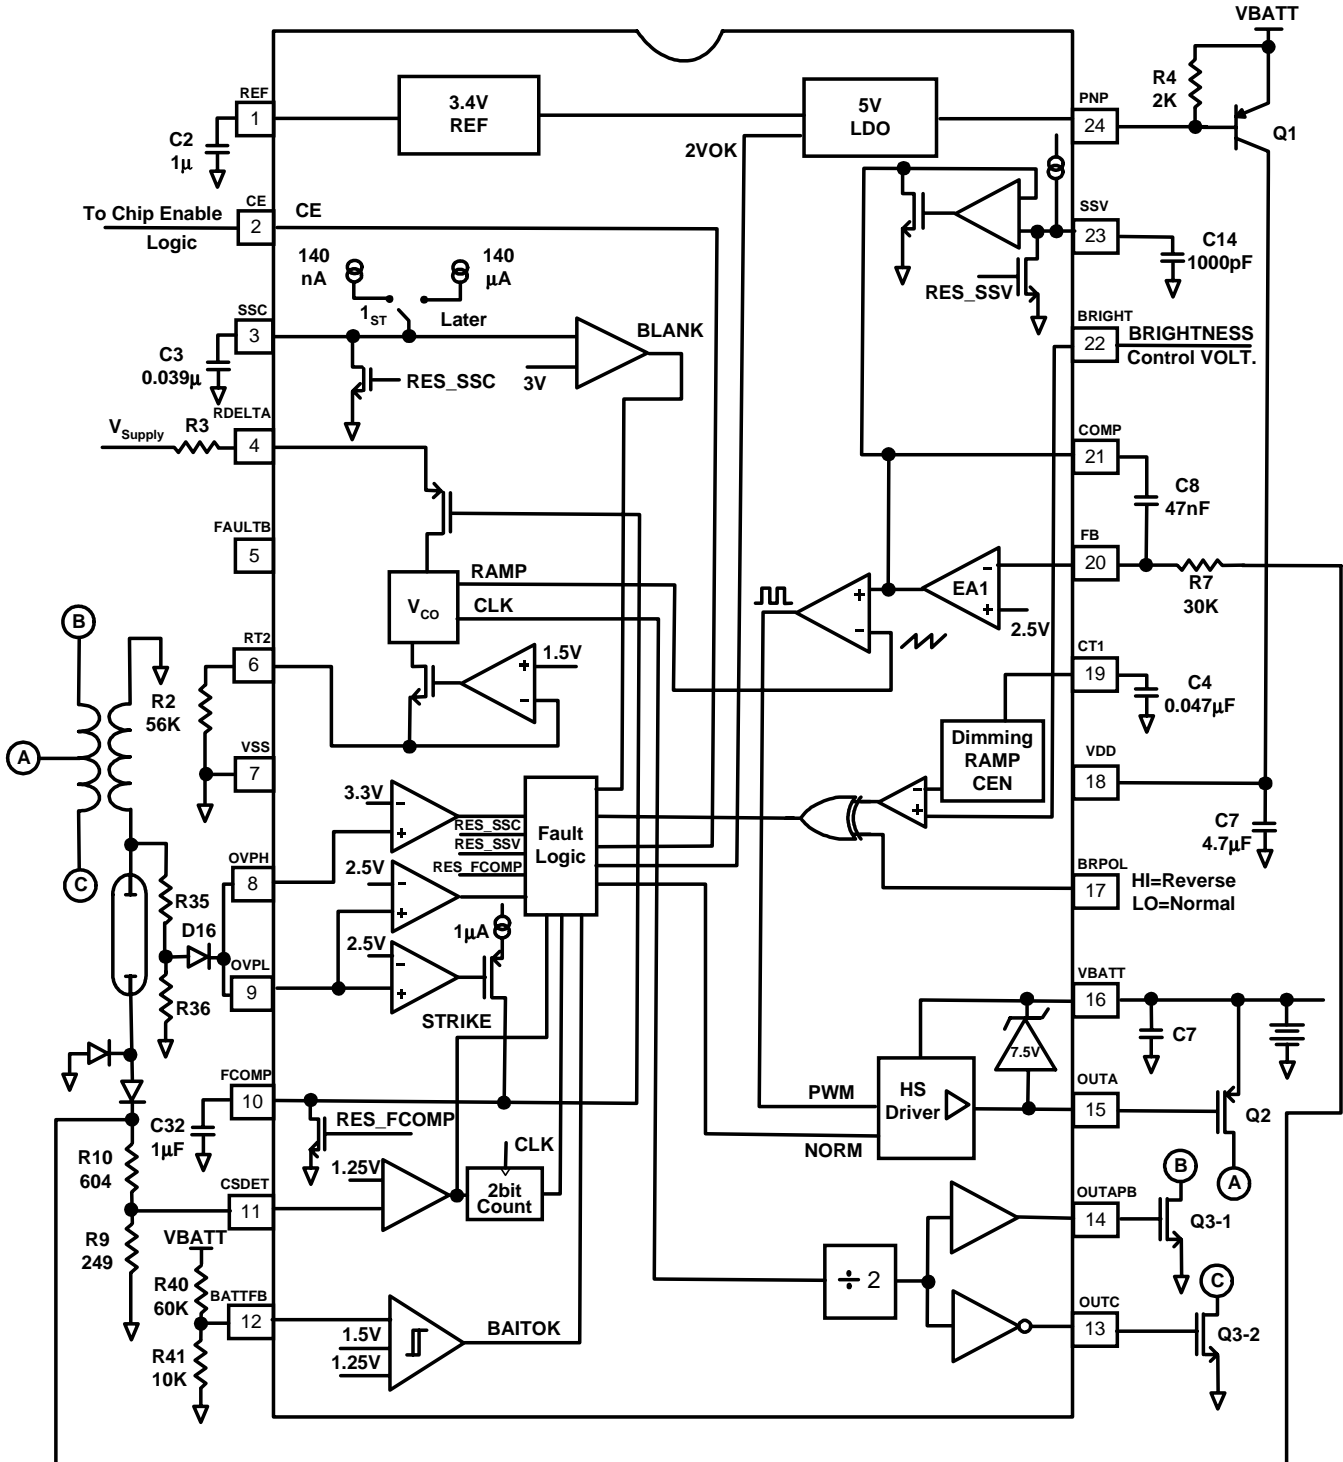 VBATT
REF
1
3.4V
REF
5V
LDO
PNP
24
R4
2K
Q1
C2
1µ
2VOK
CE
2
CE
To Chip Enable
Logic
SSV
23
C14
1000pF
RES_SSV
140
nA
140
µA
1ST
Later
SSC
3
C3
0.039µ
BLANK
3V
RES_SSC
BRIGHT
22
BRIGHTNESS
Control VOLT.
RDELTA
4
VSupply
R3
COMP
21
C8
47nF
FAULTB
5
FB
20
R7
30K
RAMP
CLK
VCO
EA1
+
−
−
+
2.5V
B
RT2
6
1.5V
+
−
CT1
19
C4
0.047µF
R2
56K
VSS
7
A
Dimming
RAMP
CEN
VDD
18
3.3V
−
+
−
+
RES_SSC
RES_SSV
RES_FCOMP
Fault
Logic
C7
4.7µF
OVPH
8
C
2.5V
−
+
BRPOL
17
HI=Reverse
LO=Normal
R35
D16
1µA
2.5V
−
+
OVPL
9
R36
STRIKE
VBATT
16
C7
7.5V
FCOMP
10
PWM
HS
Driver
OUTA
15
Q2
C32
1µF
RES_FCOMP
NORM
CLK
R10
604
1.25V
2bit
Count
B
A
CSDET
11
OUTAPB
14
Q3-1
R9
249
VBATT
R40
60K
÷ 2
C
BATTFB
12
OUTC
13
Q3-2
1.5V
BAITOK
R41
10K
1.25V